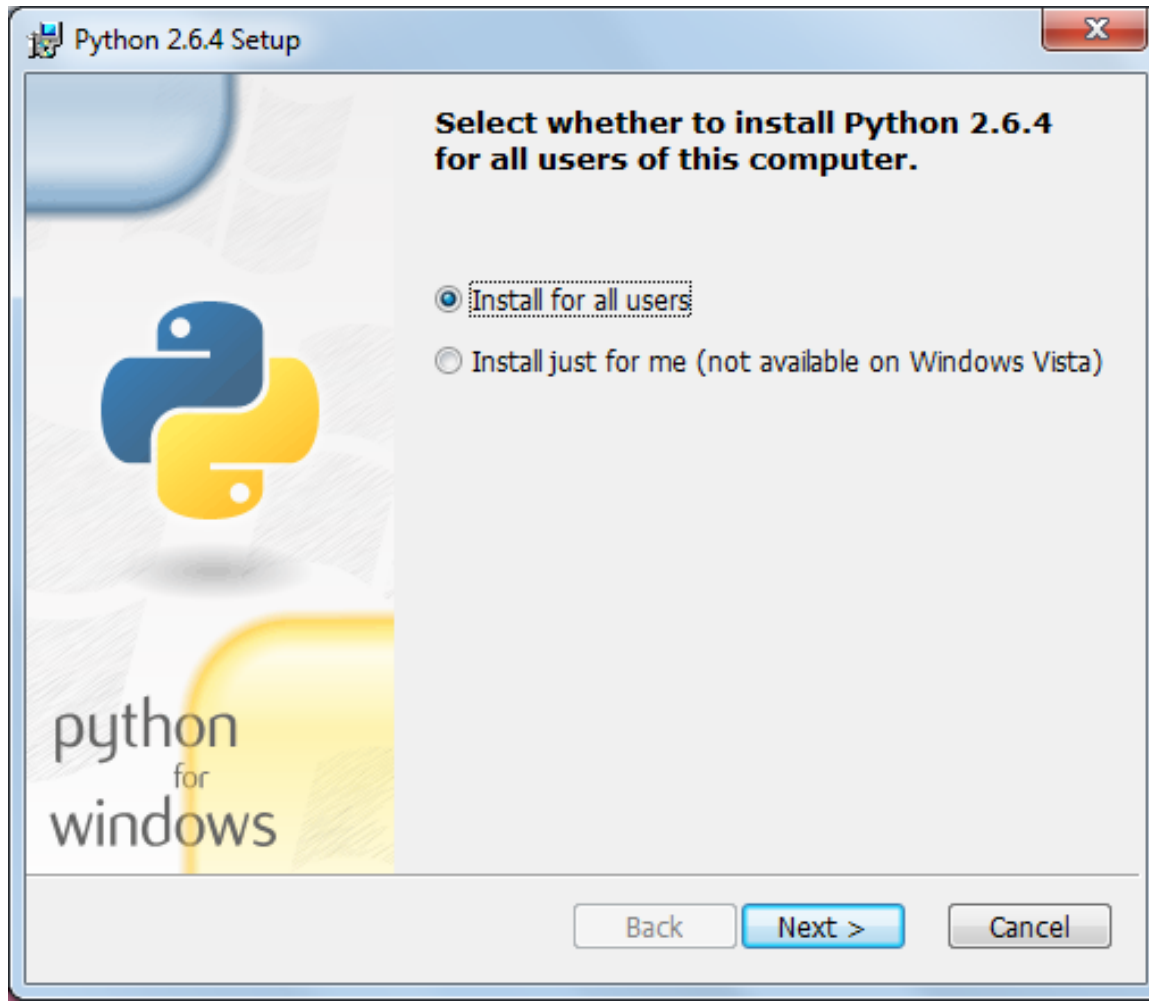 Python 2.6.4 Setup
Select whether to install Python 2.6.4
for all users of this computer.
Install for all users
Install just for me (not available on Windows Vista)
python
for
windows
Back
Next >
Cancel